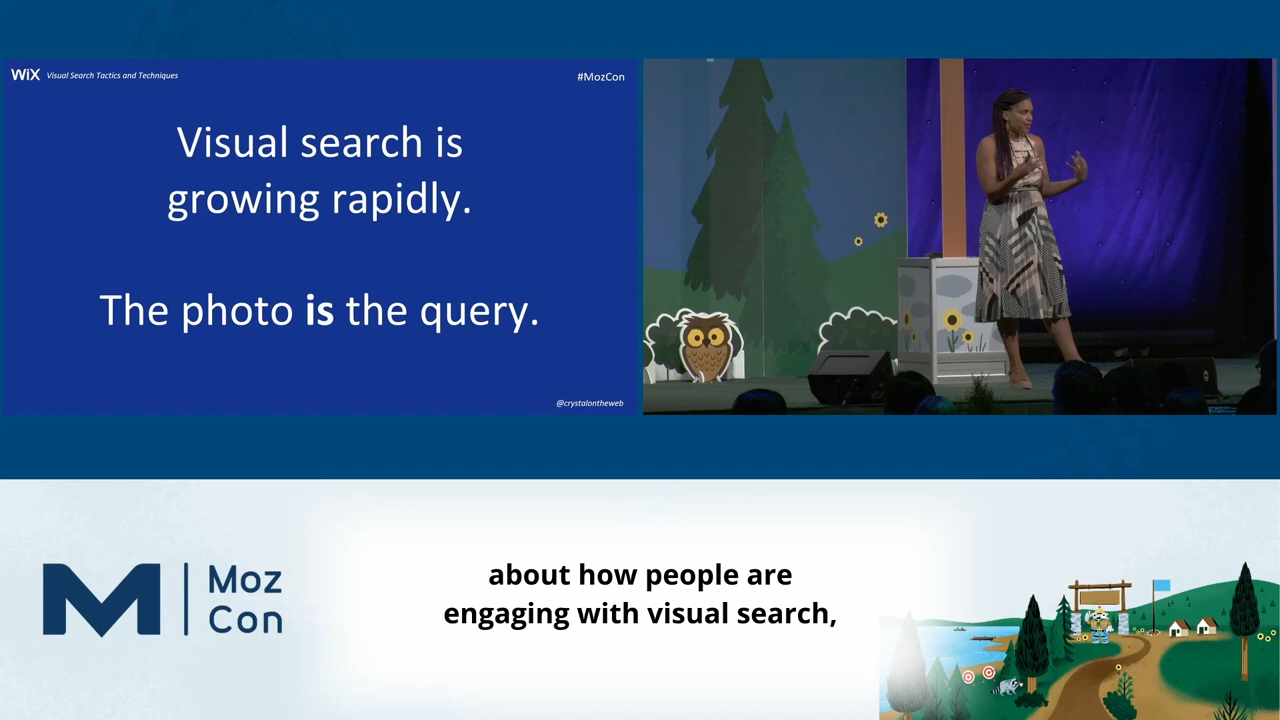 WiX Visual Search Tactics and Techniques
#MozCon
Visual search is
growing rapidly.
The photo is the query.
@crystalontheweb
M | Moz
Con
about how people are
engaging with visual search,